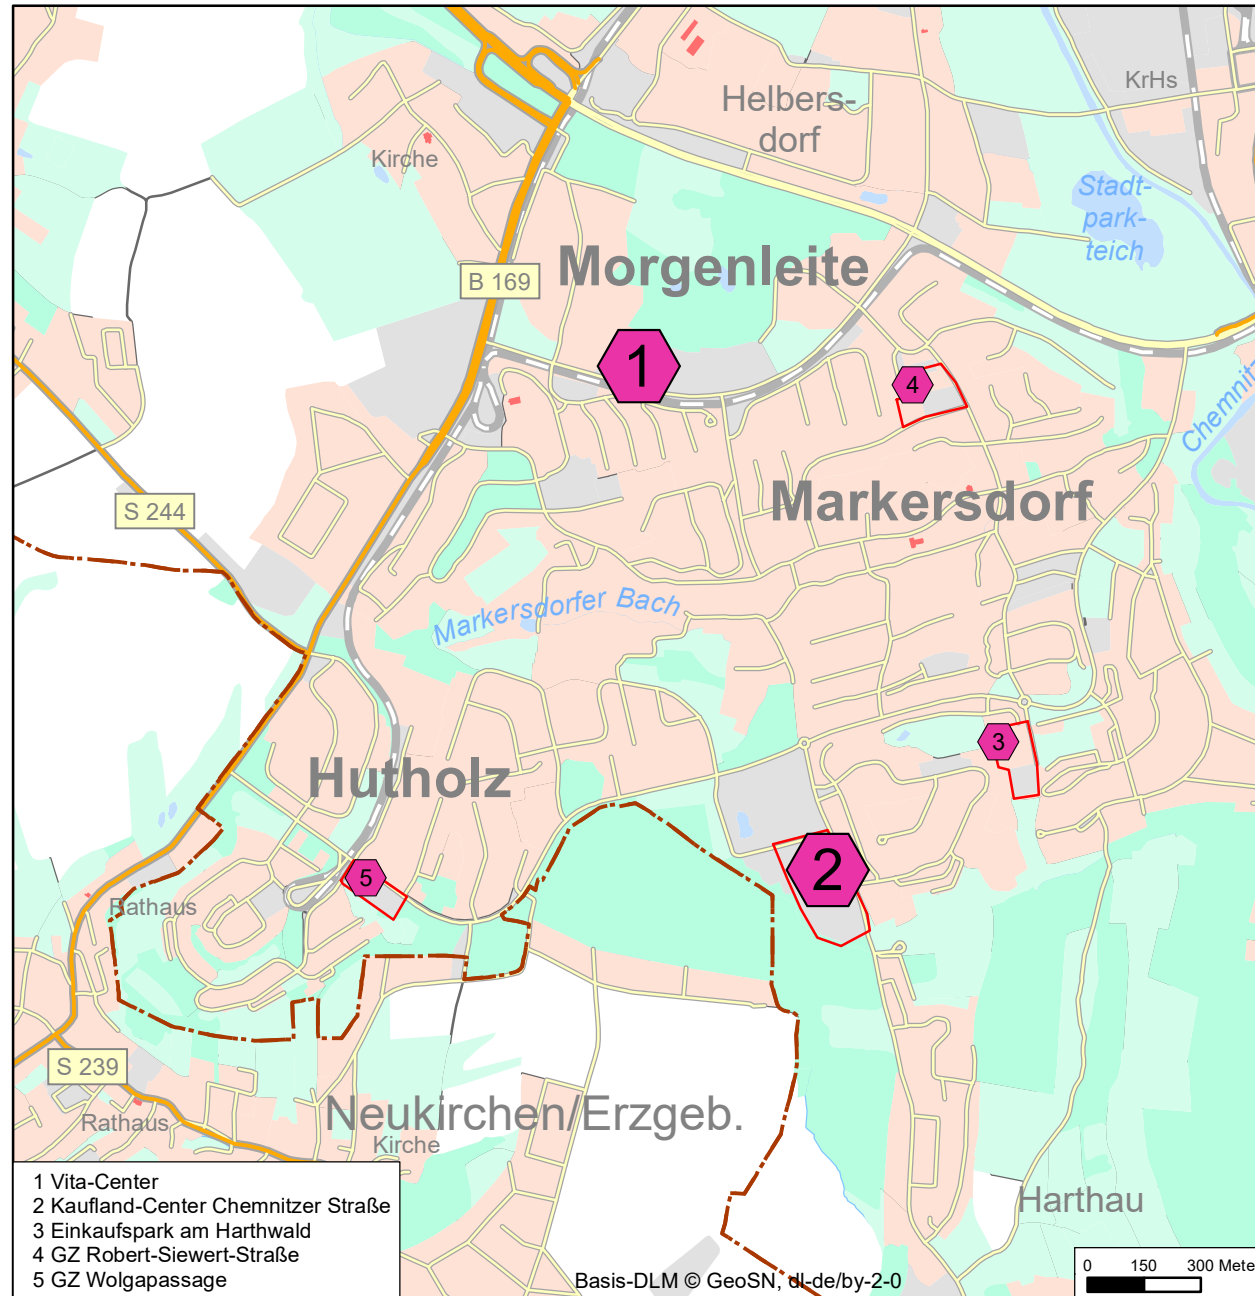 KrHs
Helbers-
dorf
Kirche
Stadt-
park-
teich
Morgenleite
B 169
1
4
Chemnitz
Markersdorf
S 244
Markersdorfer Bach
3
Hutholz
2
5
Rathaus
S 239
Neukirchen/Erzgeb.
Rathaus
Kirche
Harthau
1 Vita-Center
2 Kaufland-Center Chemnitzer Straße
3 Einkaufspark am Harthwald
4 GZ Robert-Siewert-Straße
5 GZ Wolgapassage
Basis-DLM © GeoSN, dl-de/by-2-0
0 150 300 Mete